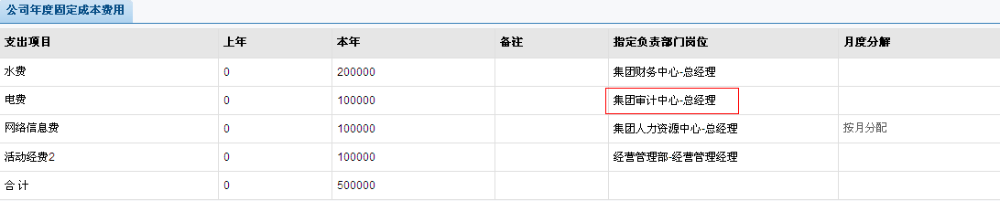 公司年度固定成本费用
支出项目 上年 本年 备注 指定负责部门岗位 月度分解
水费 0 200000 集团财务中心-总经理
电费 0 100000 集团审计中心-总经理
网络信息费 0 100000 集团人力资源中心-总经理 按月分配
活动经费2 0 100000 经营管理部-经营管理经理
合计 0 500000